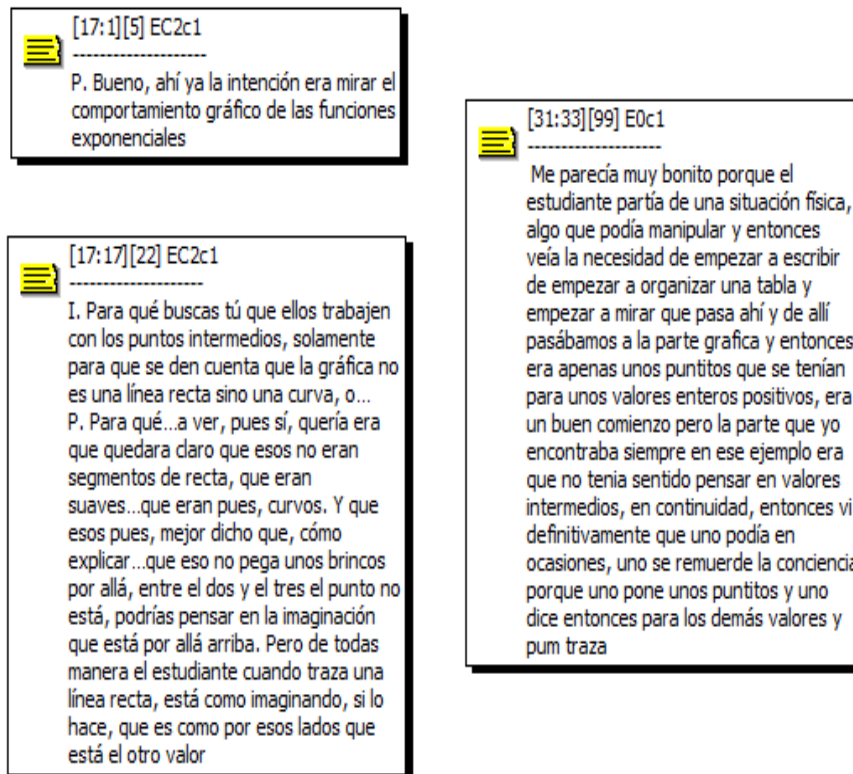 [17:1][5] EC2c1
---------------------
P. Bueno, ahí ya la intención era mirar el
comportamiento gráfico de las funciones
exponenciales
[17:17][22] EC2c1
---------------------
I. Para qué buscas tú que ellos trabajen
con los puntos intermedios, solamente
para que se den cuenta que la gráfica no
es una línea recta sino una curva, o...
P. Para qué...a ver, pues sí, quería era
que quedara claro que esos no eran
segmentos de recta, que eran
suaves...que eran pues, curvos. Y que
esos pues, mejor dicho que, cómo
explicar...que eso no pega unos brincos
por allá, entre el dos y el tres el punto no
está, podrías pensar en la imaginación
que está por allá arriba. Pero de todas
manera el estudiante cuando traza una
línea recta, está como imaginando, si lo
hace, que es como por esos lados que
está el otro valor
[31:33][99] E0c1
--------------------
Me parecía muy bonito porque el
estudiante partía de una situación física,
algo que podía manipular y entonces
veía la necesidad de empezar a escribir
de empezar a organizar una tabla y
empezar a mirar que pasa ahí y de allí
pasábamos a la parte grafica y entonces
era apenas unos puntitos que se tenían
para unos valores enteros positivos, era
un buen comienzo pero la parte que yo
encontraba siempre en ese ejemplo era
que no tenia sentido pensar en valores
intermedios, en continuidad, entonces vi
definitivamente que uno podía en
ocasiones, uno se remuerde la conciencia
porque uno pone unos puntitos y uno
dice entonces para los demás valores y
pum traza